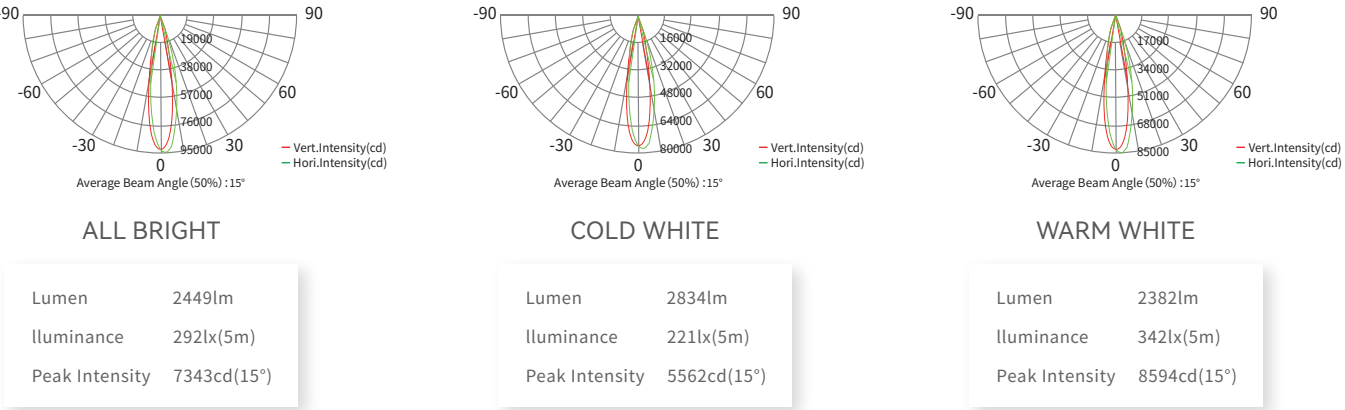 -90 90
19000
38000
-60 57000 60
76000
-30 95000 30
0
Vert.Intensity(cd)
Hori.Intensity(cd)
Average Beam Angle(50%):15°
ALL BRIGHT
Lumen 2449lm
lluminance 292lx(5m)
Peak Intensity 7343cd(15°)
-90 90
16000
32000
-60 48000 60
64000
-30 80000 30
0
Vert.Intensity(cd)
Hori.Intensity(cd)
Average Beam Angle(50%):15°
COLD WHITE
Lumen 2834lm
lluminance 221lx(5m)
Peak Intensity 5562cd(15°)
-90 90
17000
34000
-60 51000 60
68000
-30 85000 30
0
Vert.Intensity(cd)
Hori.Intensity(cd)
Average Beam Angle(50%):15°
WARM WHITE
Lumen 2382lm
lluminance 342lx(5m)
Peak Intensity 8594cd(15°)